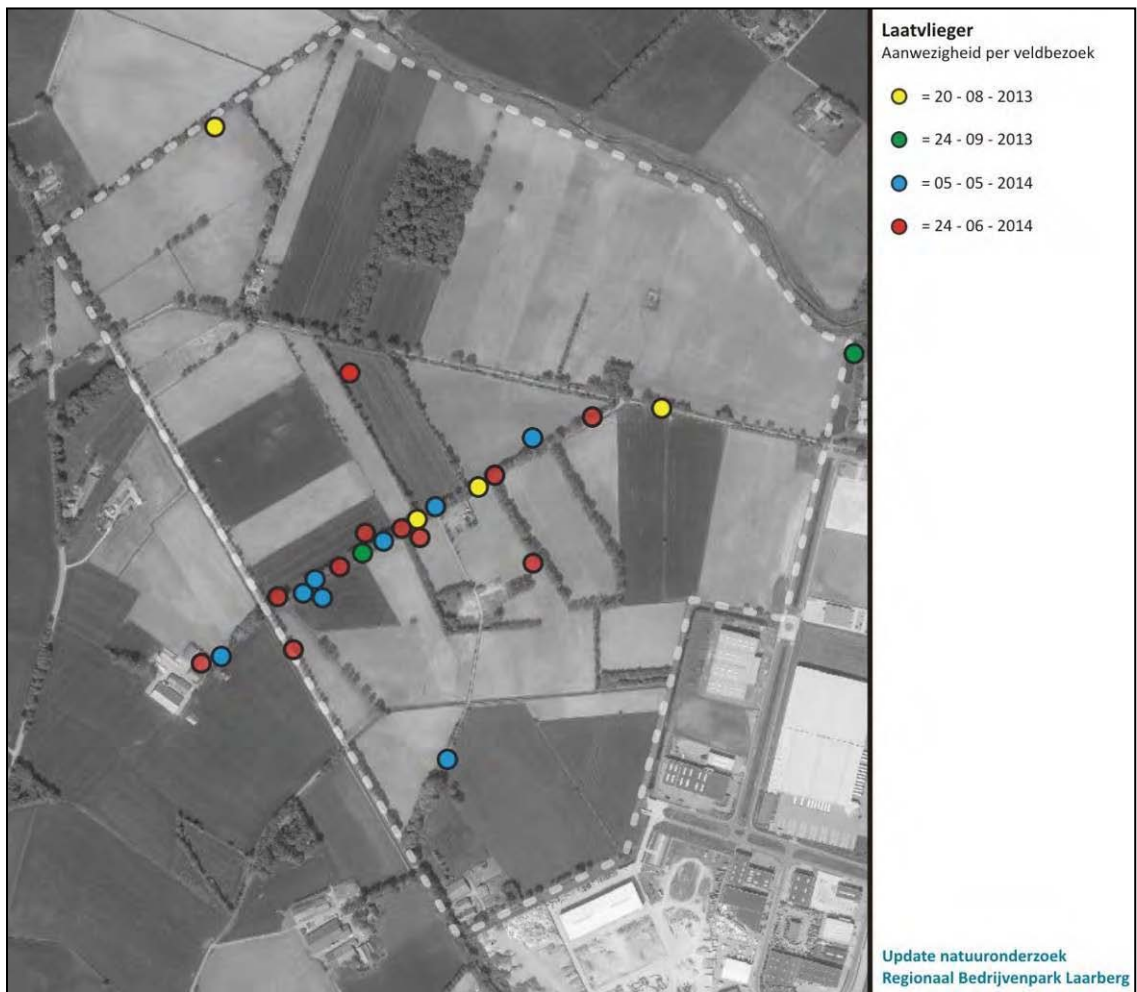 Laatvlieger
Aanwezigheid per veldbezoek
= 20 - 08 - 2013
= 24 - 09 - 2013
= 05 - 05 - 2014
= 24 - 06 - 2014
Update natuuronderzoek
Regionaal Bedrijvenpark Laarberg